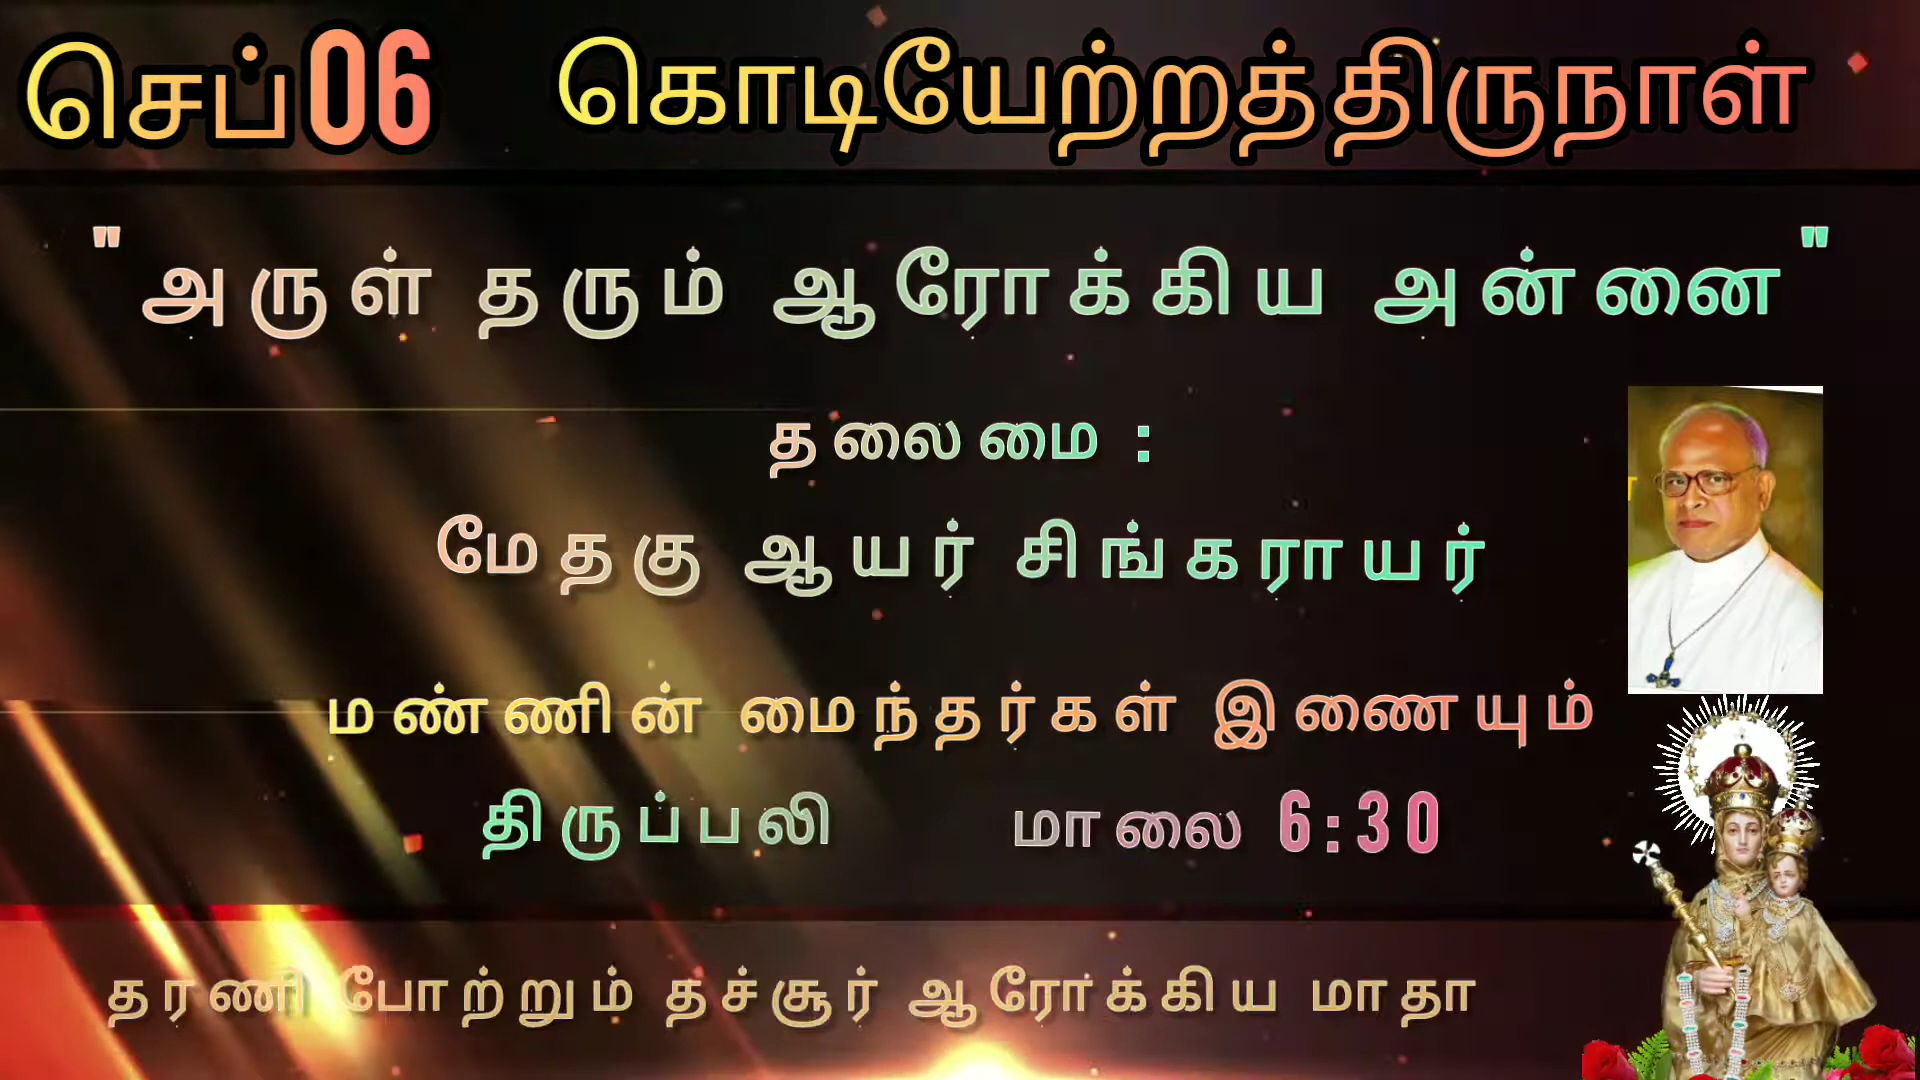 செப் 06 கொடியேற்றத்திருநாள்
" அருள் தரும் ஆரோக்கிய அன்னை "
தலைமை :
மேதகு ஆயர் சிங்கராயர்
மண்ணின் மைந்தர்கள் இணையும்
திருப்பலி மாலை 6:30
தரணி போற்றும் தச்சூர் ஆரோக்கிய மாதா